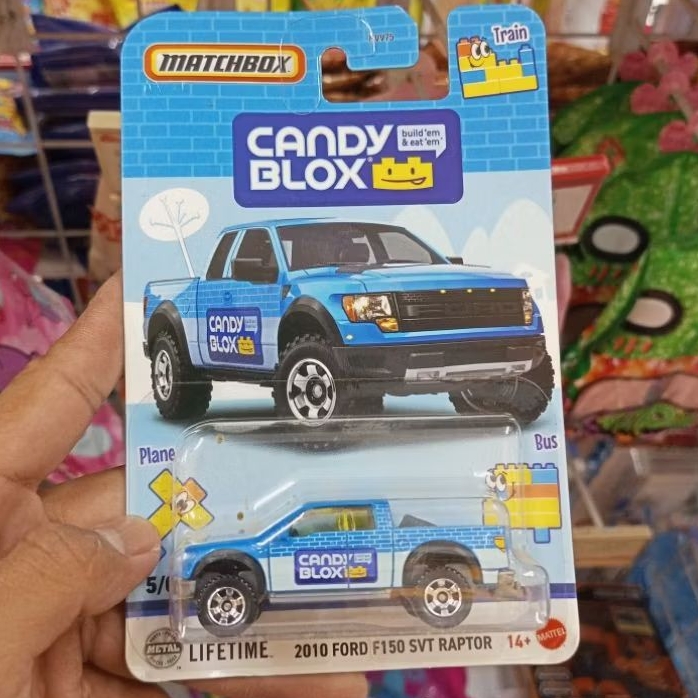 MATCHBOX
Train
CANDY
BLOX
build 'em
& eat 'em
CANDY
BLOX
Plane
Bus
CANDY
BLOX
5/
METAL
LIFETIME
2010 FORD F150 SVT RAPTOR
14+
MATTEL